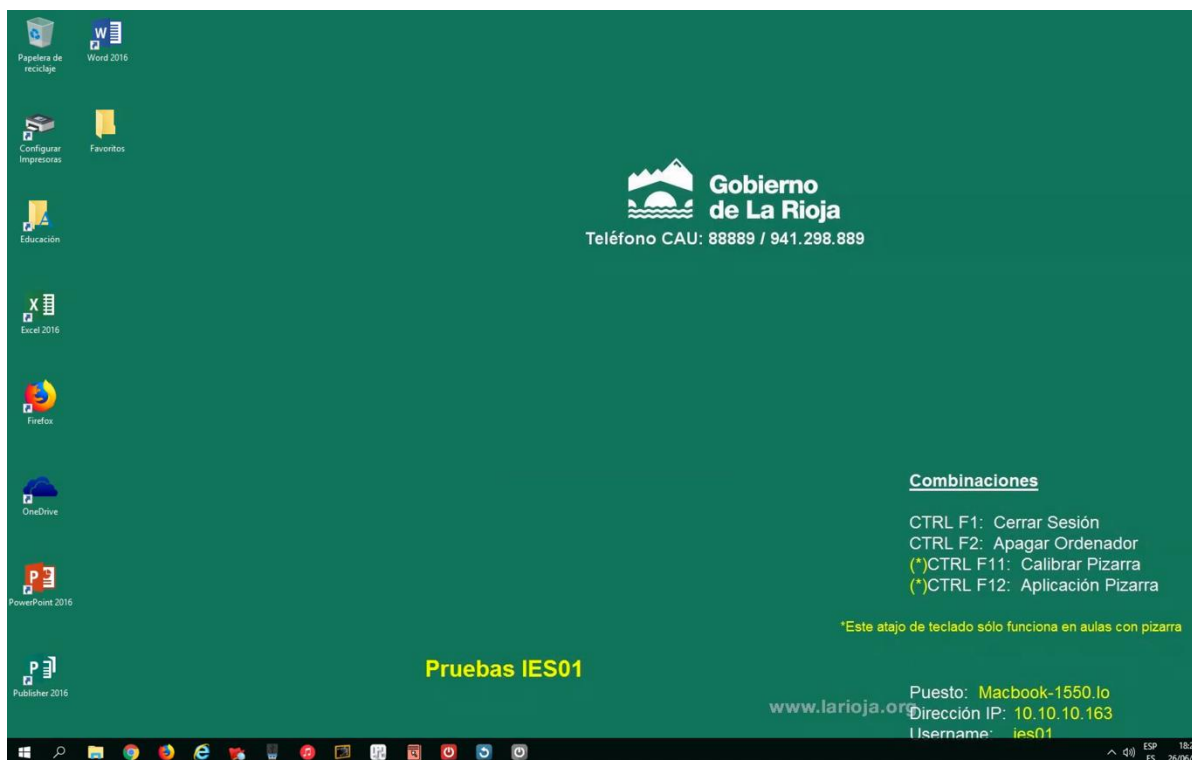 Papelera de
reciclaje
Word 2016
Configurar
Impresoras
Favoritos
Educación
Excel 2016
Firefox
OneDrive
PowerPoint 2016
Publisher 2016
Gobierno
de La Rioja
Teléfono CAU: 88889 / 941.298.889
Combinaciones
CTRL F1: Cerrar Sesión
CTRL F2: Apagar Ordenador
(*)CTRL F11: Calibrar Pizarra
(*)CTRL F12: Aplicación Pizarra
*Este atajo de teclado sólo funciona en aulas con pizarra
Pruebas IES01
www.larioja.org
Puesto: Macbook-1550.lo
Dirección IP: 10.10.10.163
Username: ies01
ESP
ES